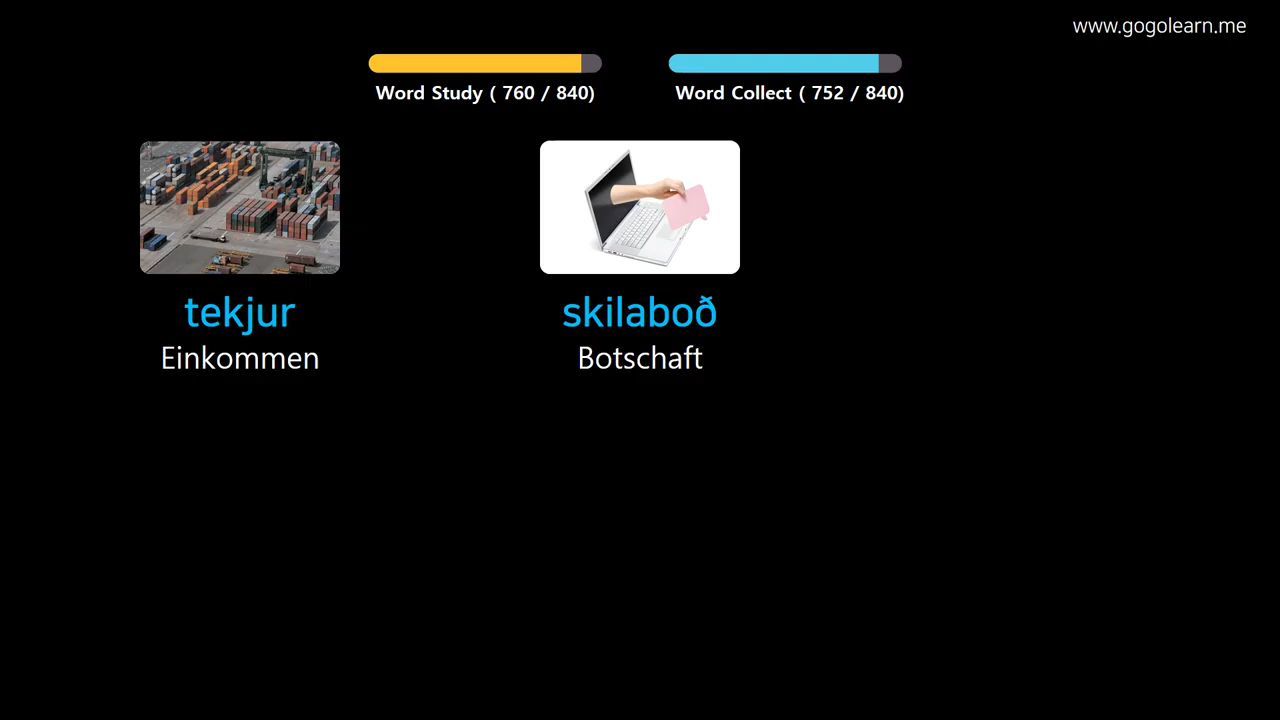 www.gogolearn.me
Word Study ( 760 / 840)
Word Collect ( 752 / 840)
tekjur
Einkommen
skilaboð
Botschaft